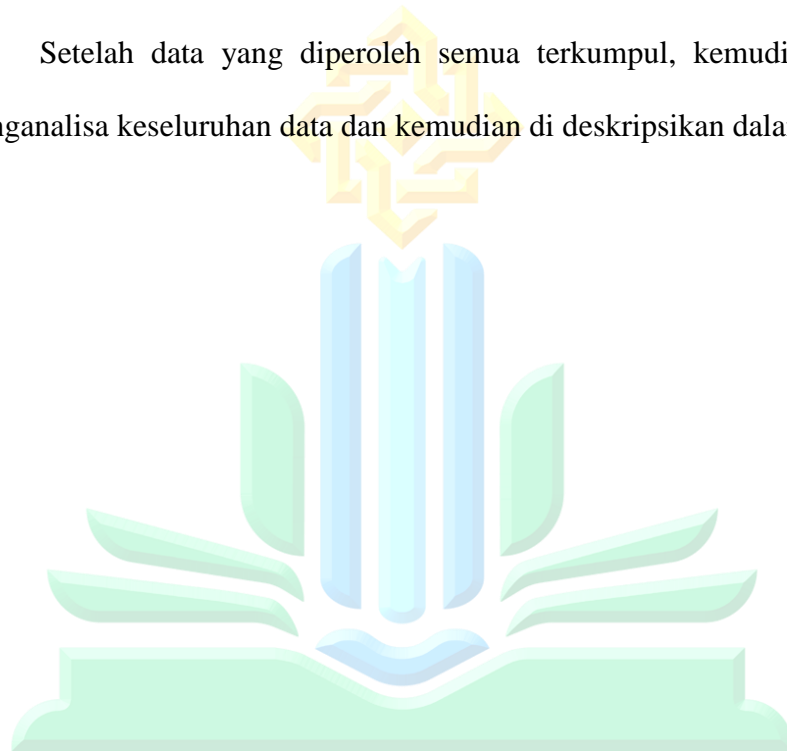 Setelah data yang diperoleh semua terkumpul, kemudi
nganalisa keseluruhan data dan kemudian di deskripsikan dala